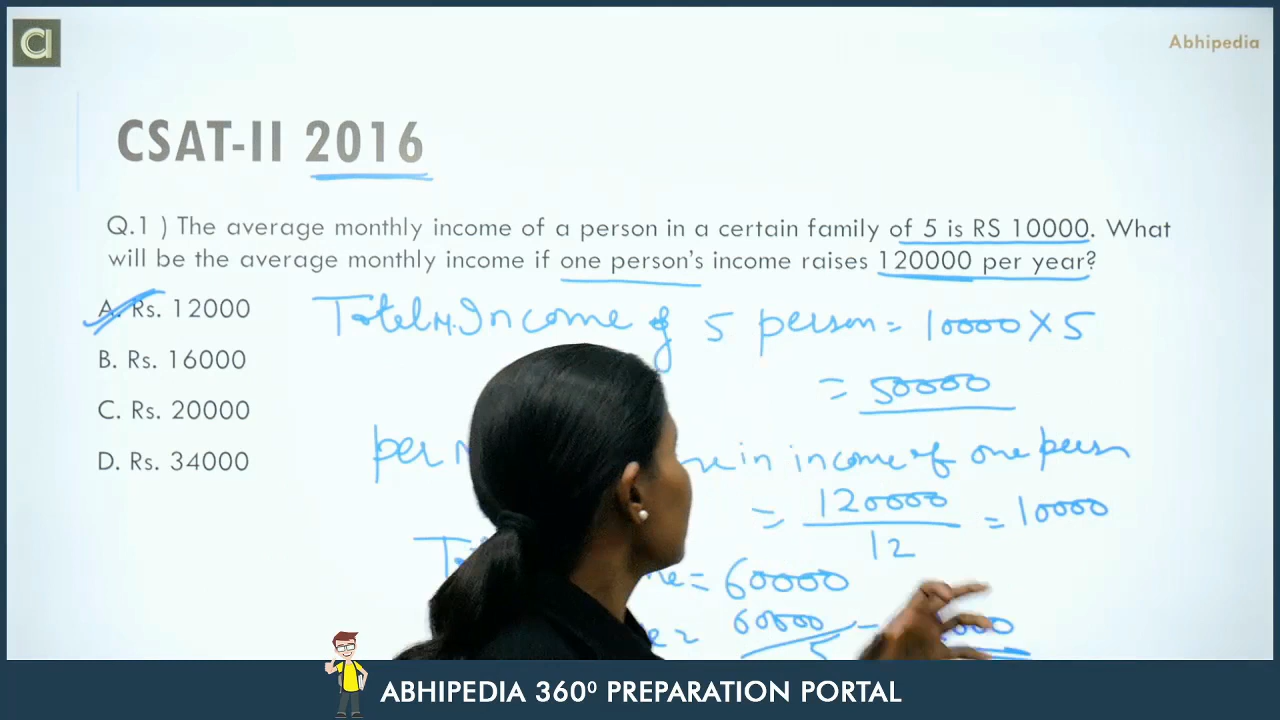 Abhipedia
CSAT-II 2016
Q.1 ) The average monthly income of a person in a certain family of 5 is RS 10000. What
will be the average monthly income if one person's income raises 120000 per year?
A. Rs. 12000
B. Rs. 16000
C. Rs. 20000
D. Rs. 34000
Total M. Income of 5 person = 10000 X 5
= 50000
per in income of one person
= 120000 / 12 = 10000
= 60000
= 60000 / 5 =
ABHIPEDIA 360⁰ PREPARATION PORTAL